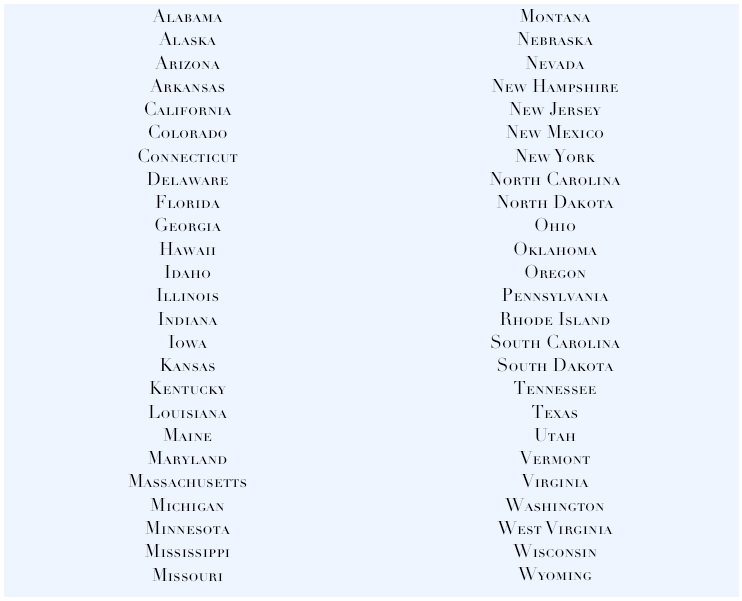 Alabama
Alaska
Arizona
Arkansas
California
Colorado
Connecticut
Delaware
Florida
Georgia
Hawaii
Idaho
Illinois
Indiana
Iowa
Kansas
Kentucky
Louisiana
Maine
Maryland
Massachusetts
Michigan
Minnesota
Mississippi
Missouri
Montana
Nebraska
Nevada
New Hampshire
New Jersey
New Mexico
New York
North Carolina
North Dakota
Ohio
Oklahoma
Oregon
Pennsylvania
Rhode Island
South Carolina
South Dakota
Tennessee
Texas
Utah
Vermont
Virginia
Washington
West Virginia
Wisconsin
Wyoming